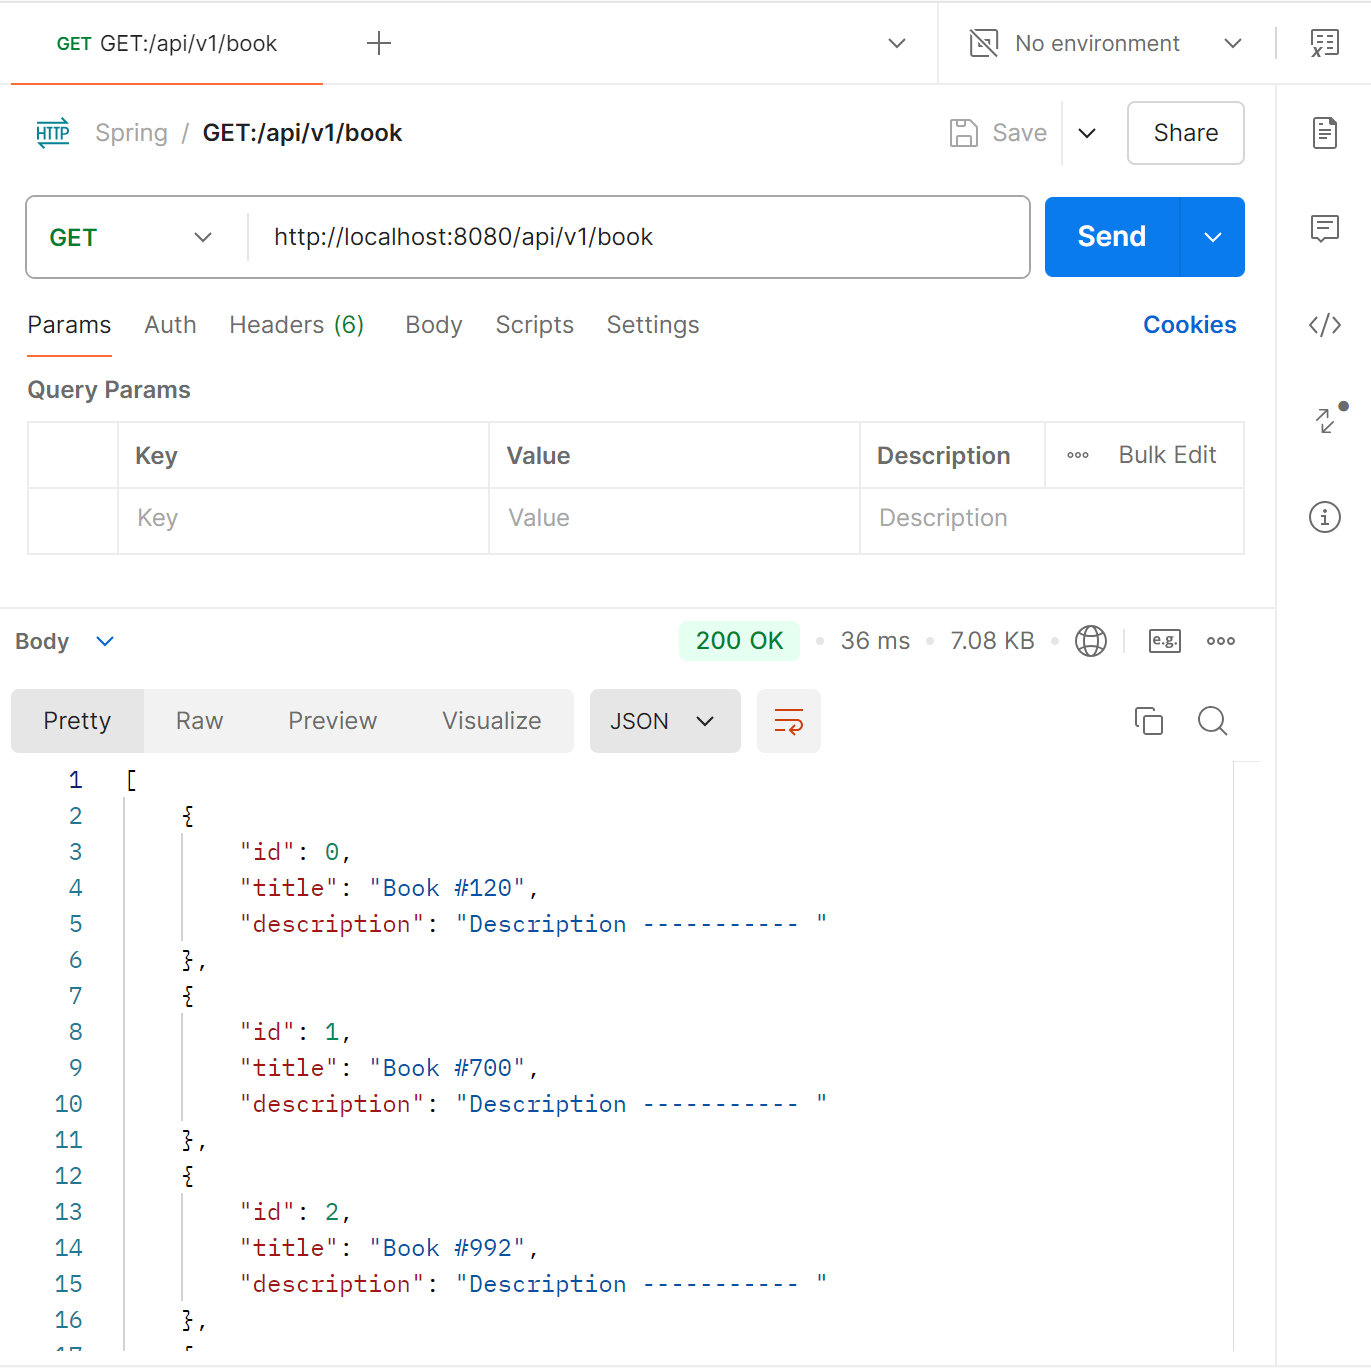 GET GET:/api/v1/book
No environment
HTTP Spring / GET:/api/v1/book
Save
Share
GET http://localhost:8080/api/v1/book
Send
Params Auth Headers (6) Body Scripts Settings Cookies
Query Params
Key Value Description Bulk Edit
Key Value Description
Body 200 OK 36 ms 7.08 KB e.g.
Pretty Raw Preview Visualize JSON
1 [
2 {
3 "id": 0,
4 "title": "Book #120",
5 "description": "Description ----------- "
6 },
7 {
8 "id": 1,
9 "title": "Book #700",
10 "description": "Description ----------- "
11 },
12 {
13 "id": 2,
14 "title": "Book #992",
15 "description": "Description ----------- "
16 },